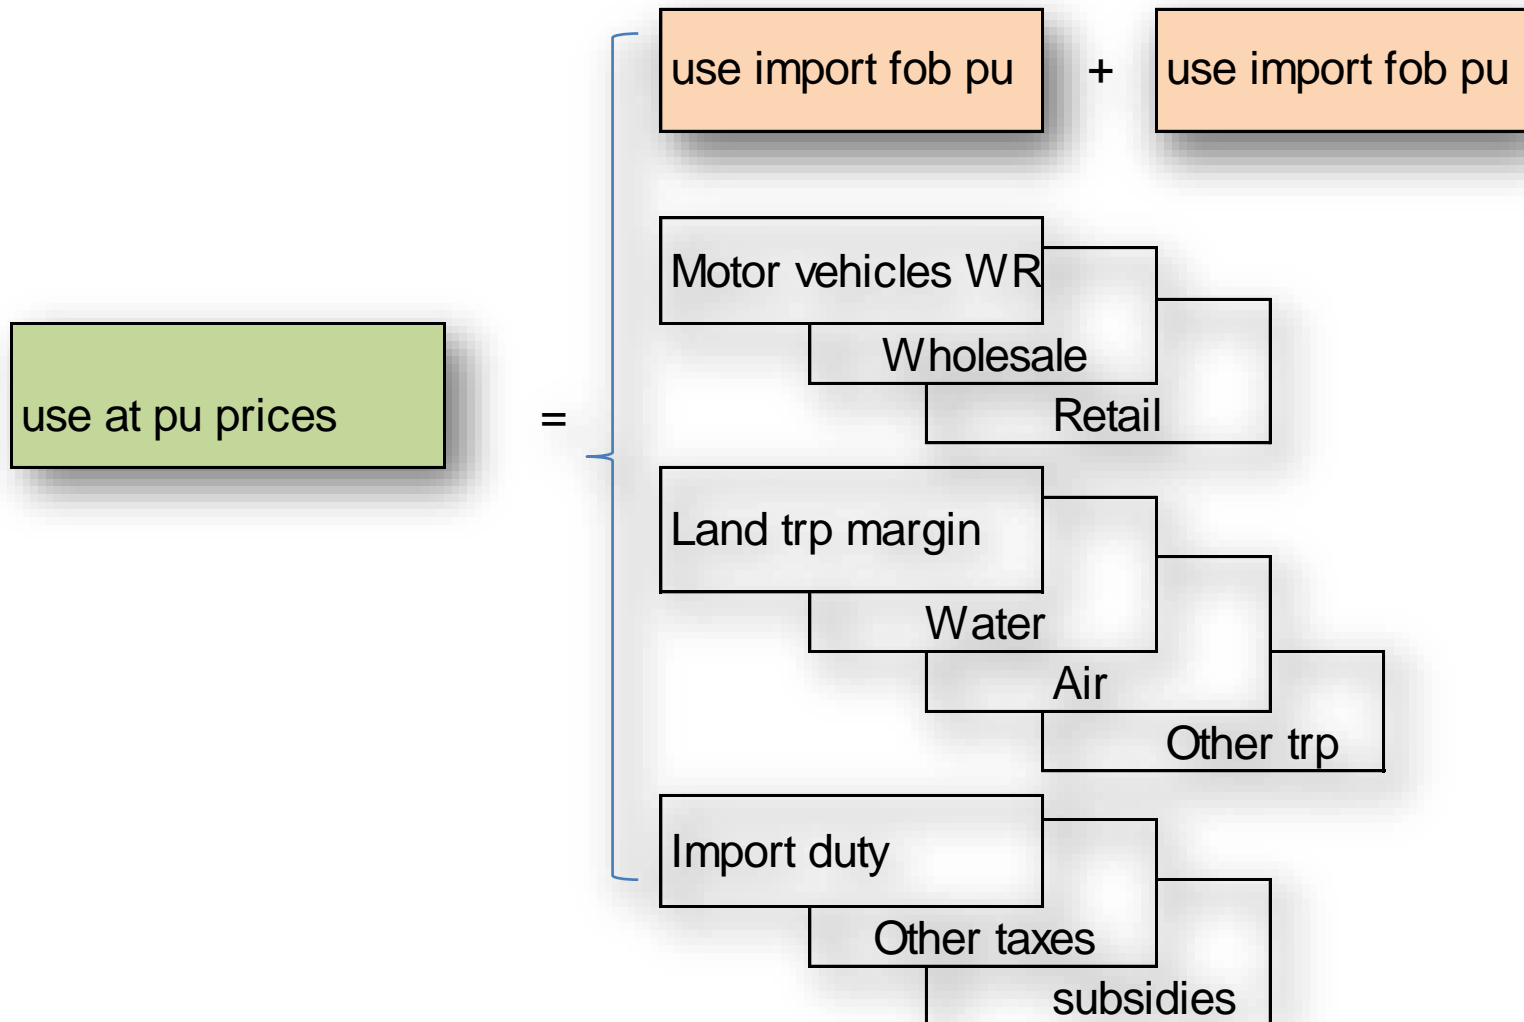 use import fob pu + use import fob pu
Motor vehicles WR
Wholesale
Retail
use at pu prices =
Land trp margin
Water
Air
Other trp
Import duty
Other taxes
subsidies